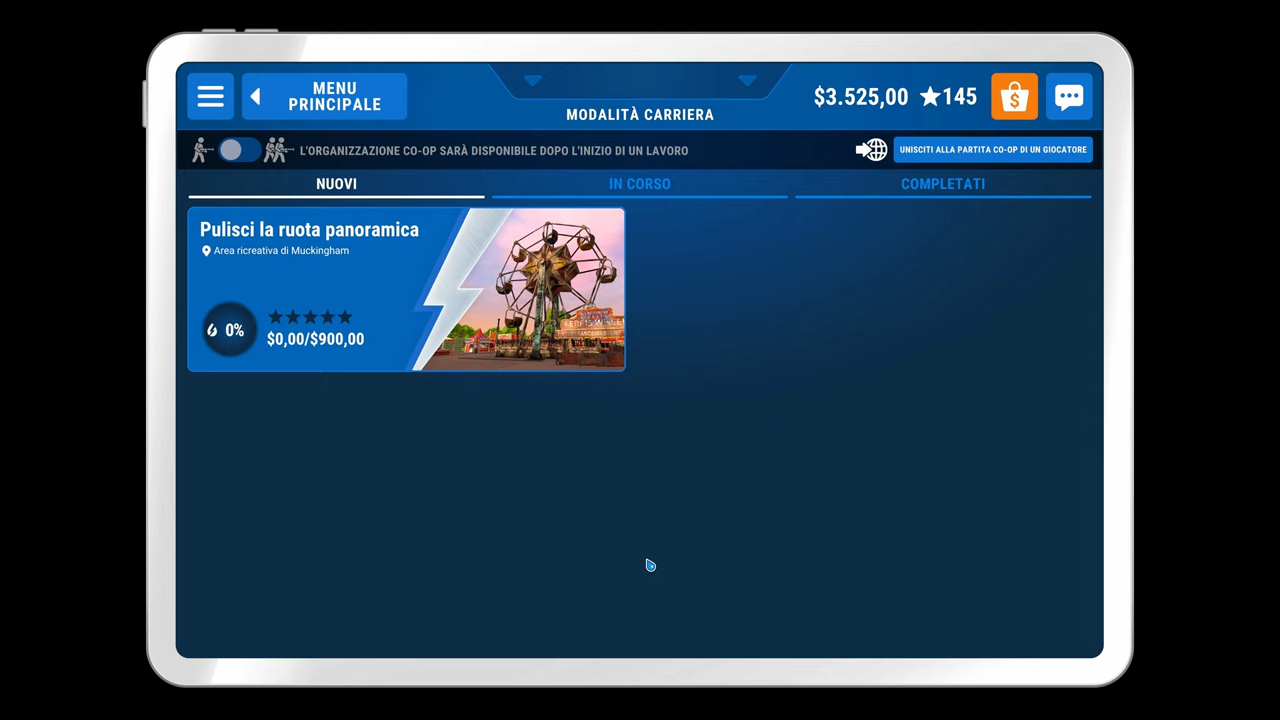 MENU
PRINCIPALE
MODALITÀ CARRIERA
$3.525,00 ★145
L'ORGANIZZAZIONE CO-OP SARÀ DISPONIBILE DOPO L'INIZIO DI UN LAVORO
UNISCITI ALLA PARTITA CO-OP DI UN GIOCATORE
NUOVI
IN CORSO
COMPLETATI
Pulisci la ruota panoramica
Area ricreativa di Muckingham
0%
$0,00/$900,00